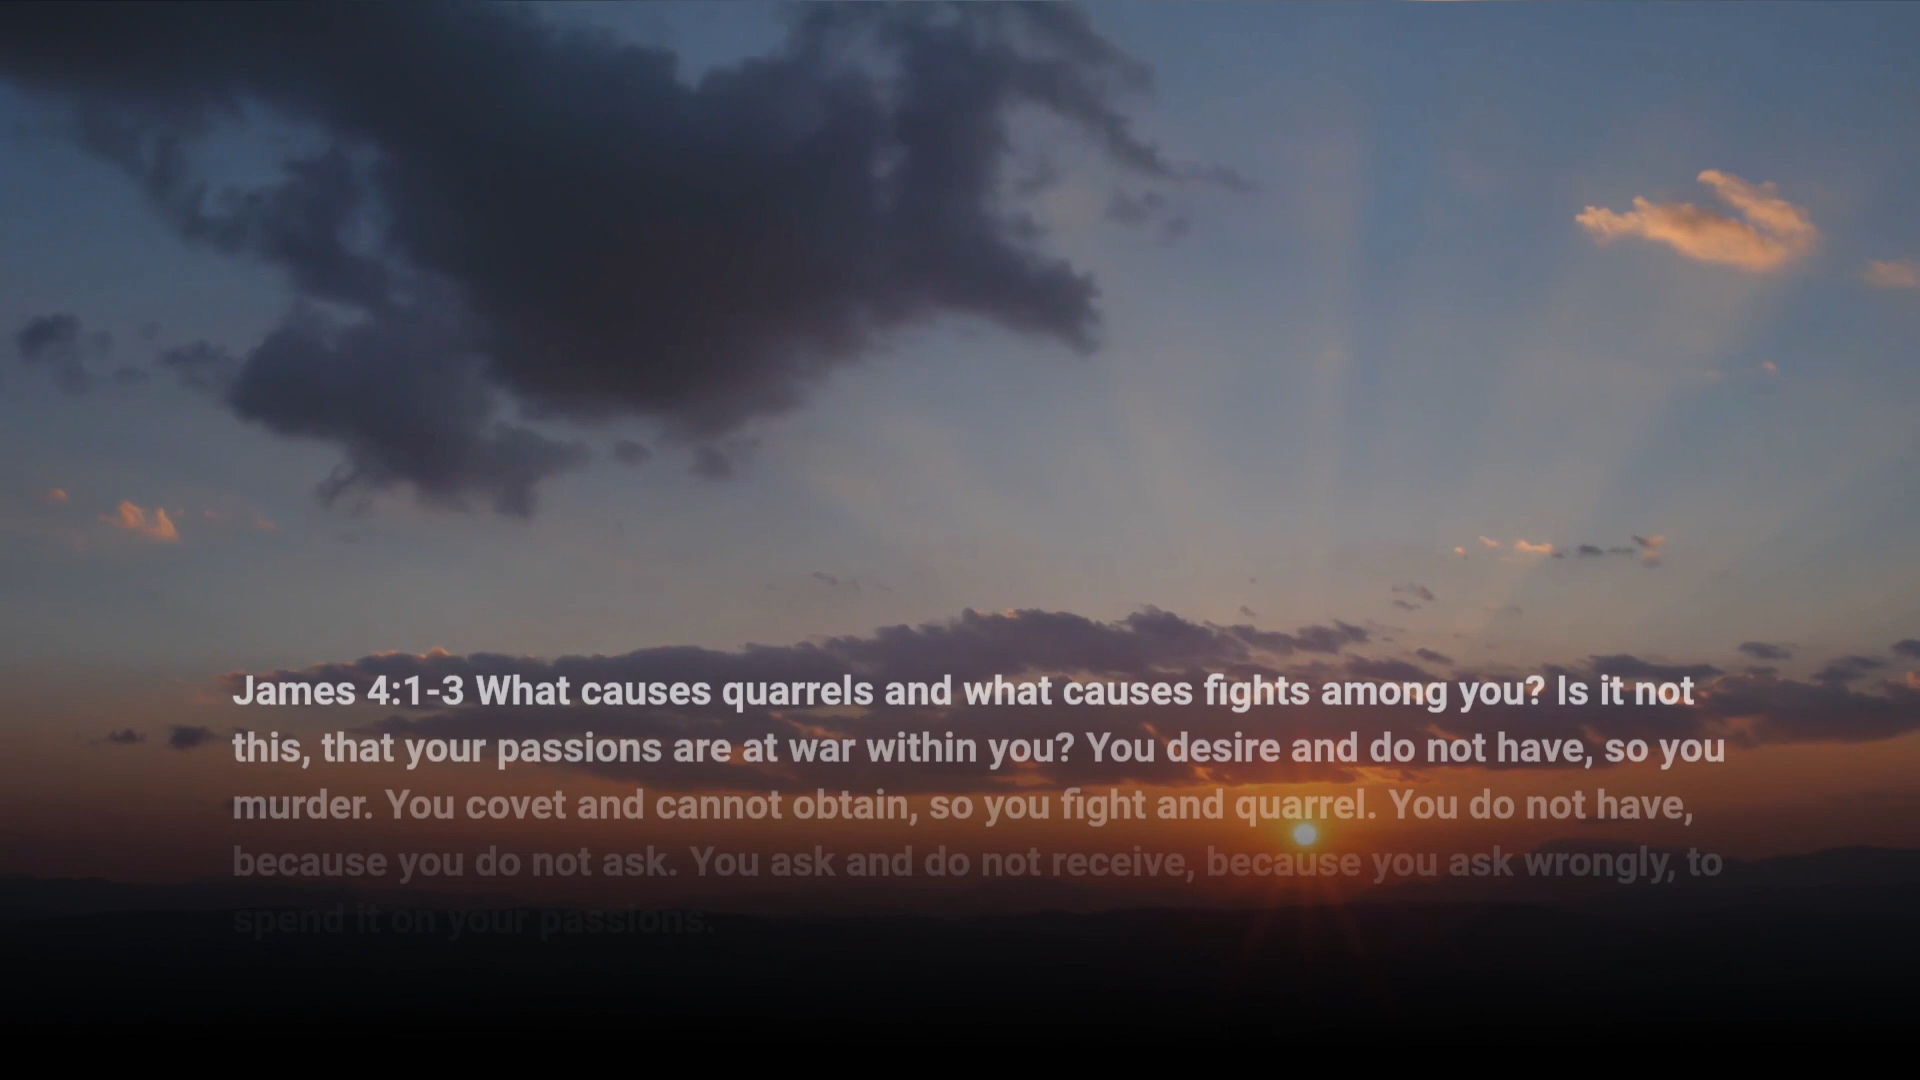 James 4:1-3 What causes quarrels and what causes fights among you? Is it not
this, that your passions are at war within you? You desire and do not have, so you
murder. You covet and cannot obtain, so you fight and quarrel. You do not have,
because you do not ask. You ask and do not receive, because you ask wrongly, to
spend it on your passions.